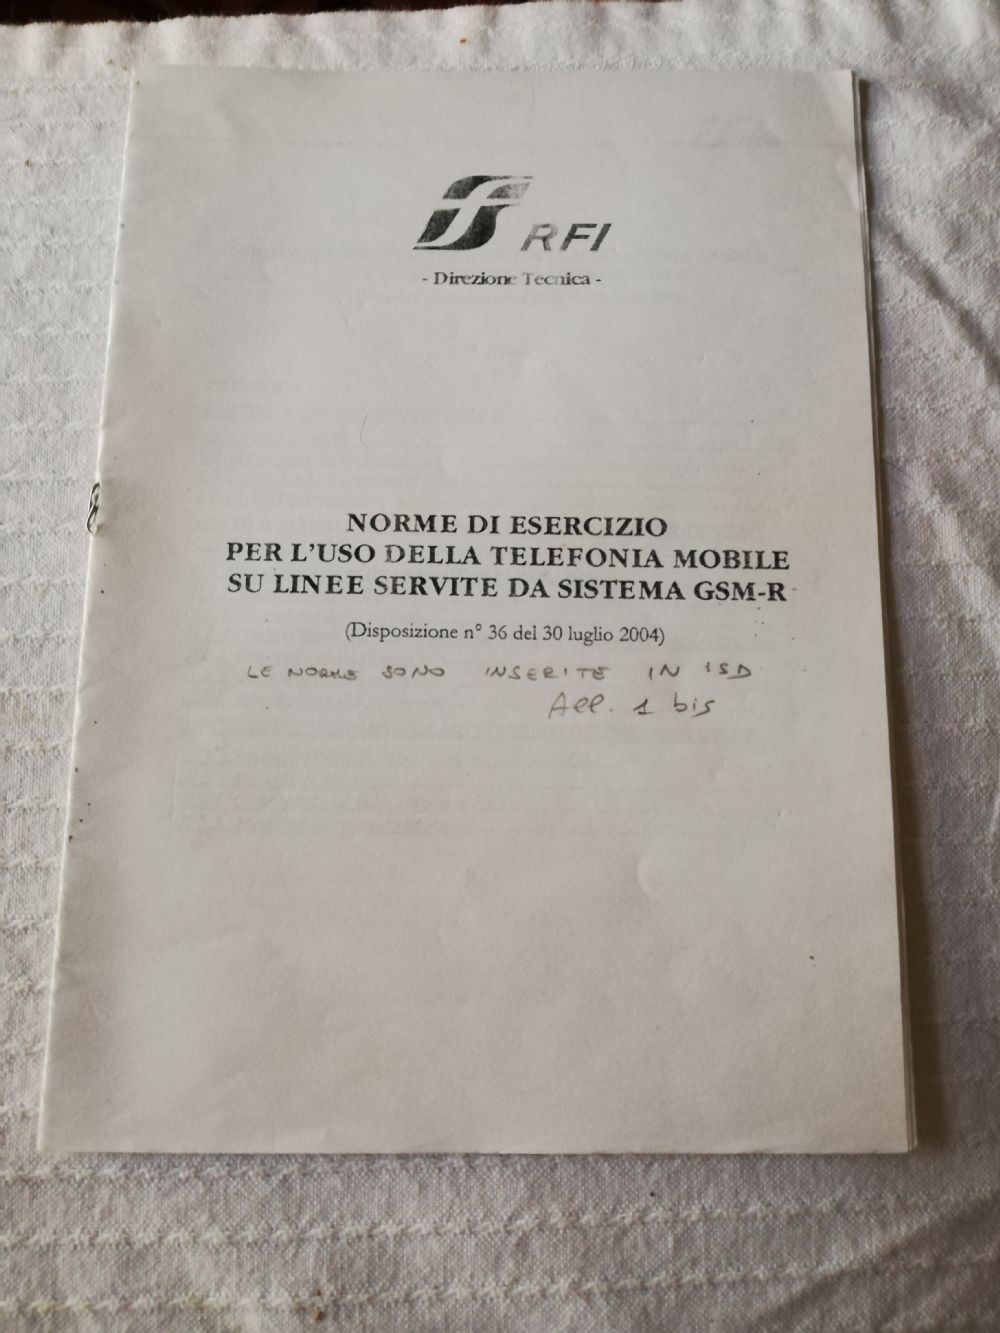 FS RFI
- Direzione Tecnica -
NORME DI ESERCIZIO
PER L'USO DELLA TELEFONIA MOBILE
SU LINEE SERVITE DA SISTEMA GSM-R
(Disposizione n° 36 del 30 luglio 2004)
LE NORME SONO INSERITE IN ISD
All. 1 bis